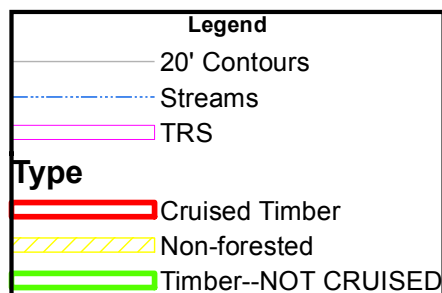 Legend
20' Contours
Streams
TRS
Type
Cruised Timber
Non-forested
Timber--NOT CRUISED